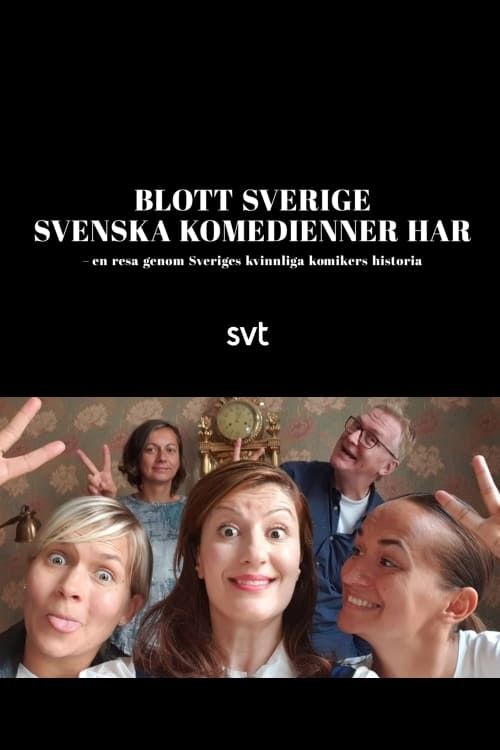 BLOTT SVERIGE
SVENSKA KOMEDIENNER HAR
– en resa genom Sveriges kvinnliga komikers historia
svt